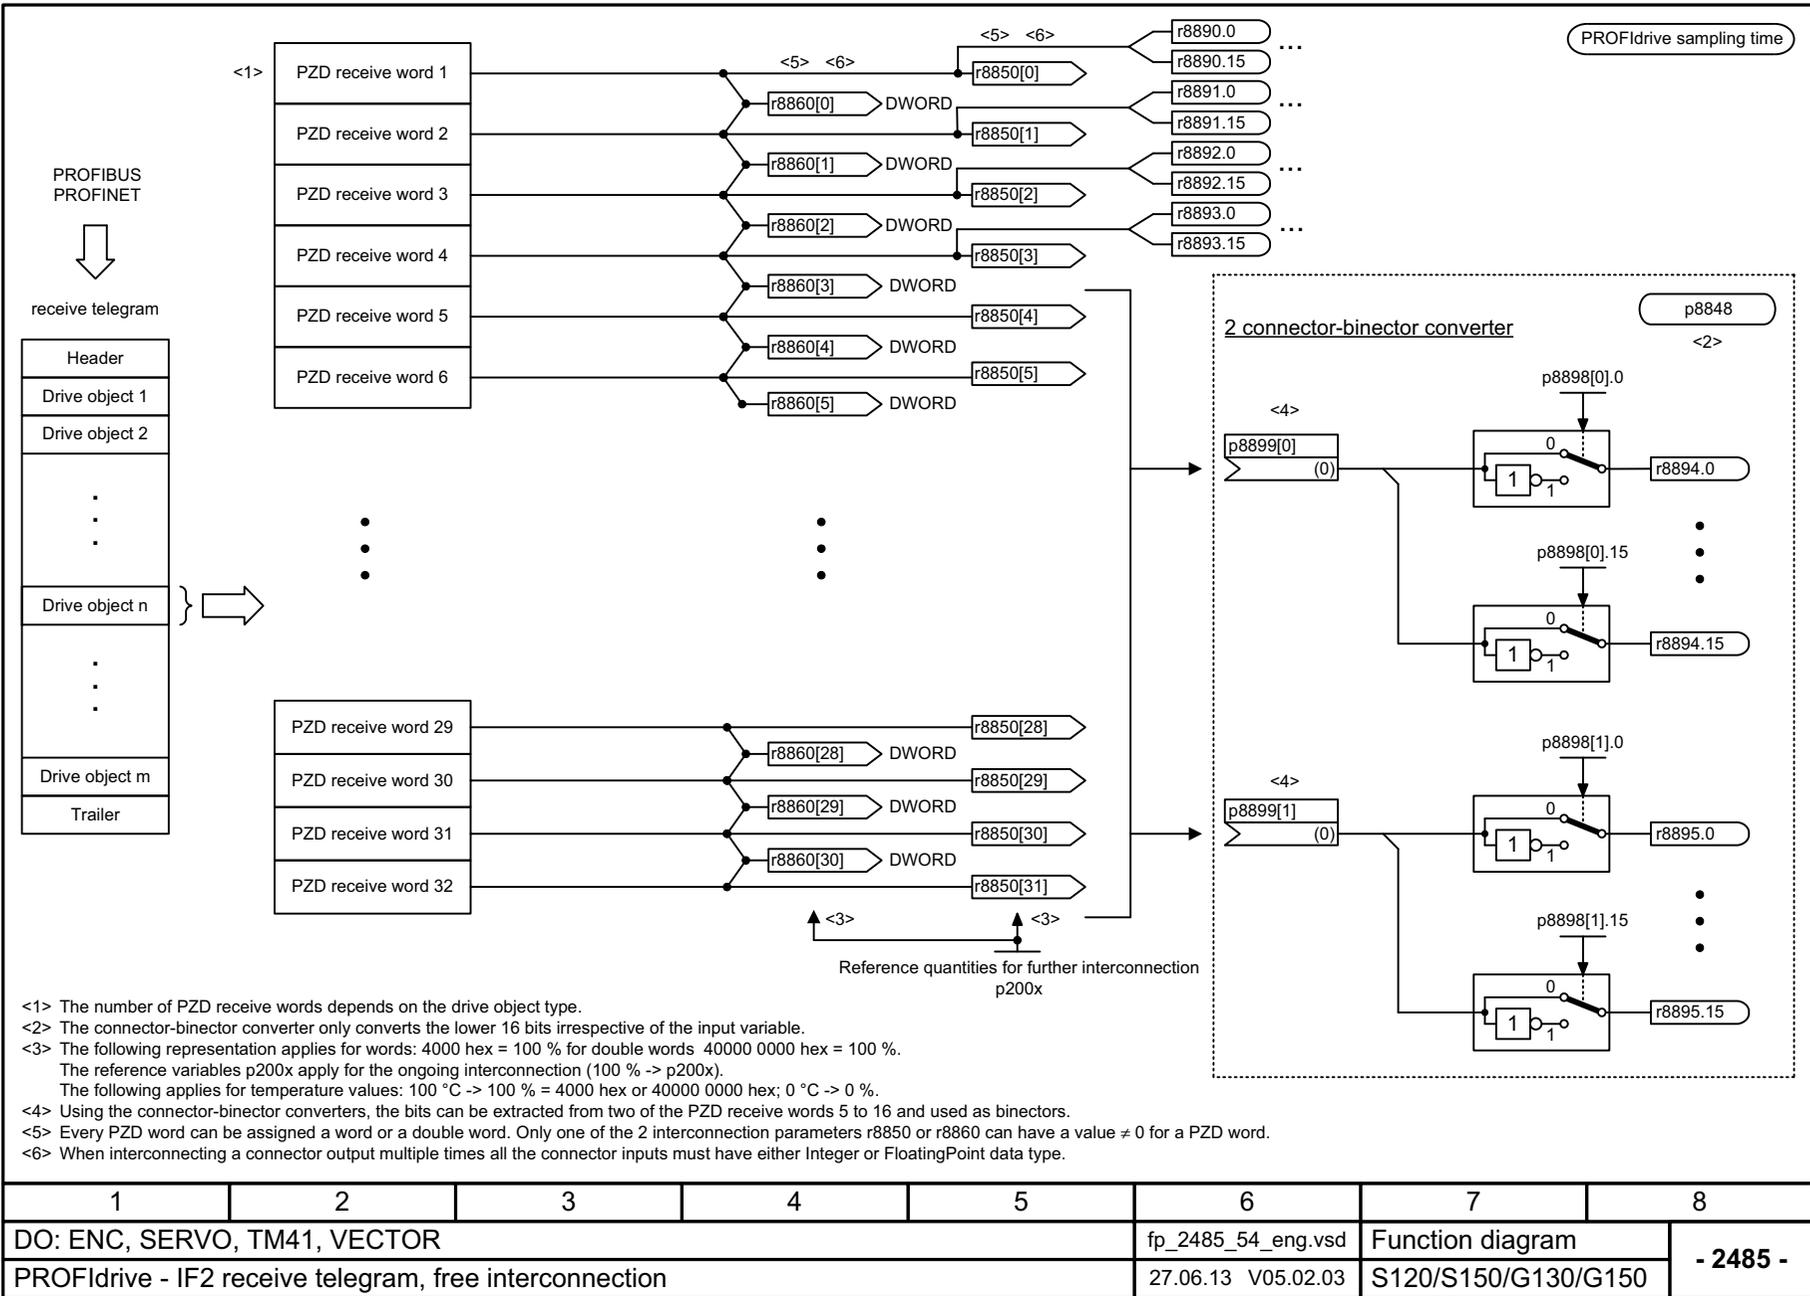 PROFIdrive sampling time
<5> <6>
r8890.0
...
r8890.15
<1>
PZD receive word 1
<5> <6>
r8850[0]
r8860[0]
DWORD
r8891.0
...
r8891.15
PZD receive word 2
r8850[1]
r8860[1]
DWORD
r8892.0
...
r8892.15
PROFIBUS
PROFINET
PZD receive word 3
r8850[2]
r8860[2]
DWORD
r8893.0
...
r8893.15
PZD receive word 4
r8850[3]
r8860[3]
DWORD
receive telegram
PZD receive word 5
r8850[4]
r8860[4]
DWORD
PZD receive word 6
r8850[5]
r8860[5]
DWORD
Header
Drive object 1
Drive object 2
Drive object n
Drive object m
Trailer
2 connector-binector converter
p8848
<2>
p8898[0].0
<4>
p8899[0]
(0)
0
1
1
r8894.0
p8898[0].15
0
1
1
r8894.15
PZD receive word 29
r8850[28]
r8860[28]
DWORD
PZD receive word 30
r8850[29]
r8860[29]
DWORD
PZD receive word 31
r8850[30]
r8860[30]
DWORD
PZD receive word 32
r8850[31]
<3>
<3>
Reference quantities for further interconnection
p200x
p8898[1].0
<4>
p8899[1]
(0)
0
1
1
r8895.0
p8898[1].15
0
1
1
r8895.15
<1> The number of PZD receive words depends on the drive object type.
<2> The connector-binector converter only converts the lower 16 bits irrespective of the input variable.
<3> The following representation applies for words: 4000 hex = 100 % for double words 40000 0000 hex = 100 %.
The reference variables p200x apply for the ongoing interconnection (100 % -> p200x).
The following applies for temperature values: 100 °C -> 100 % = 4000 hex or 40000 0000 hex; 0 °C -> 0 %.
<4> Using the connector-binector converters, the bits can be extracted from two of the PZD receive words 5 to 16 and used as binectors.
<5> Every PZD word can be assigned a word or a double word. Only one of the 2 interconnection parameters r8850 or r8860 can have a value ≠ 0 for a PZD word.
<6> When interconnecting a connector output multiple times all the connector inputs must have either Integer or FloatingPoint data type.
1 2 3 4 5 6 7 8
DO: ENC, SERVO, TM41, VECTOR
fp_2485_54_eng.vsd
Function diagram
- 2485 -
PROFIdrive - IF2 receive telegram, free interconnection
27.06.13 V05.02.03
S120/S150/G130/G150